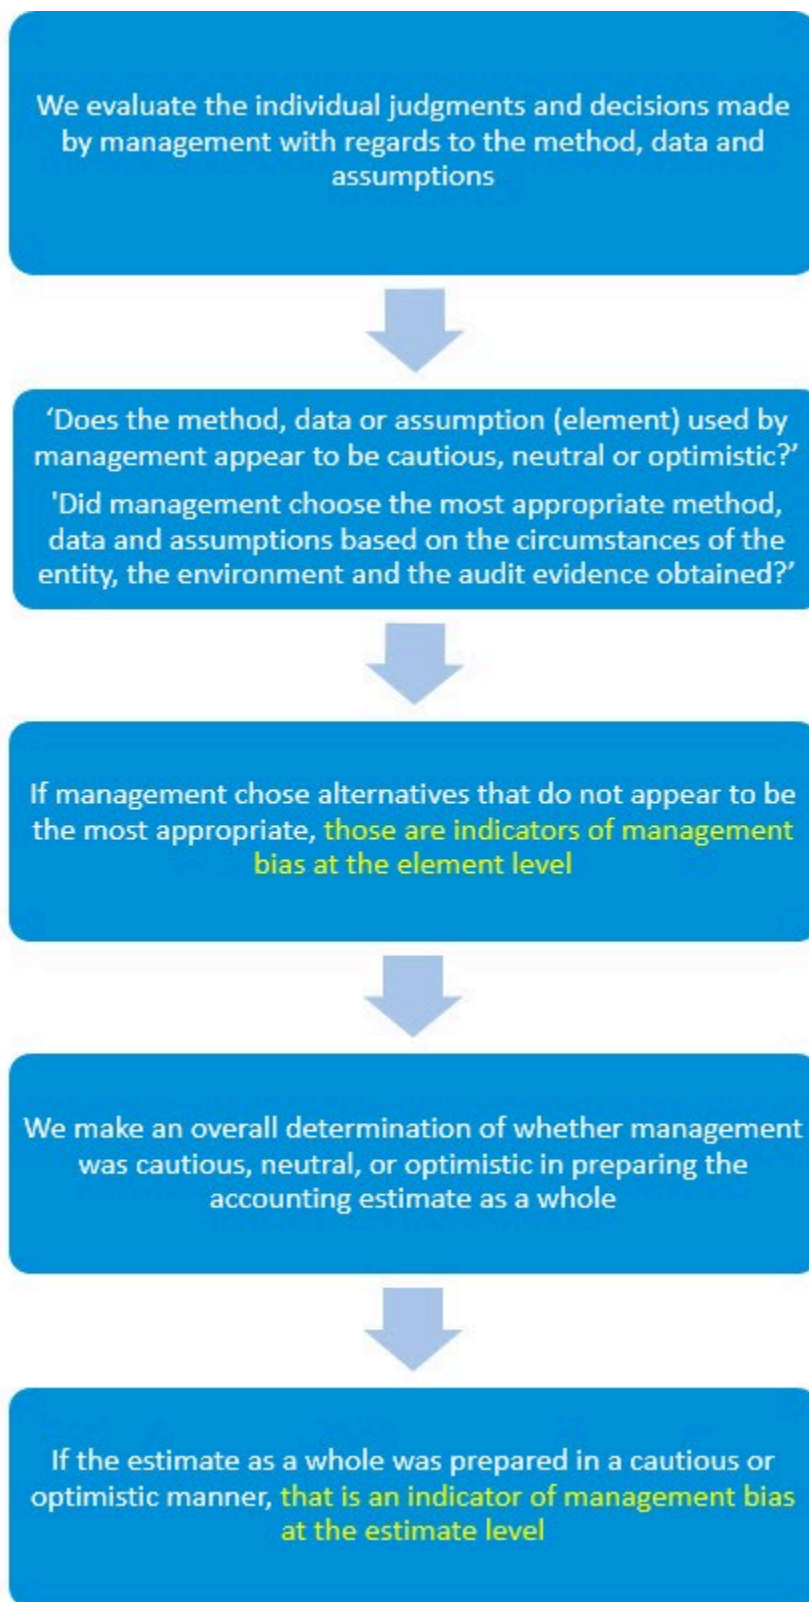 We evaluate the individual judgments and decisions made
by management with regards to the method, data and
assumptions
‘Does the method, data or assumption (element) used by
management appear to be cautious, neutral or optimistic?’
'Did management choose the most appropriate method,
data and assumptions based on the circumstances of the
entity, the environment and the audit evidence obtained?’
If management chose alternatives that do not appear to be
the most appropriate, those are indicators of management
bias at the element level
We make an overall determination of whether management
was cautious, neutral, or optimistic in preparing the
accounting estimate as a whole
If the estimate as a whole was prepared in a cautious or
optimistic manner, that is an indicator of management bias
at the estimate level